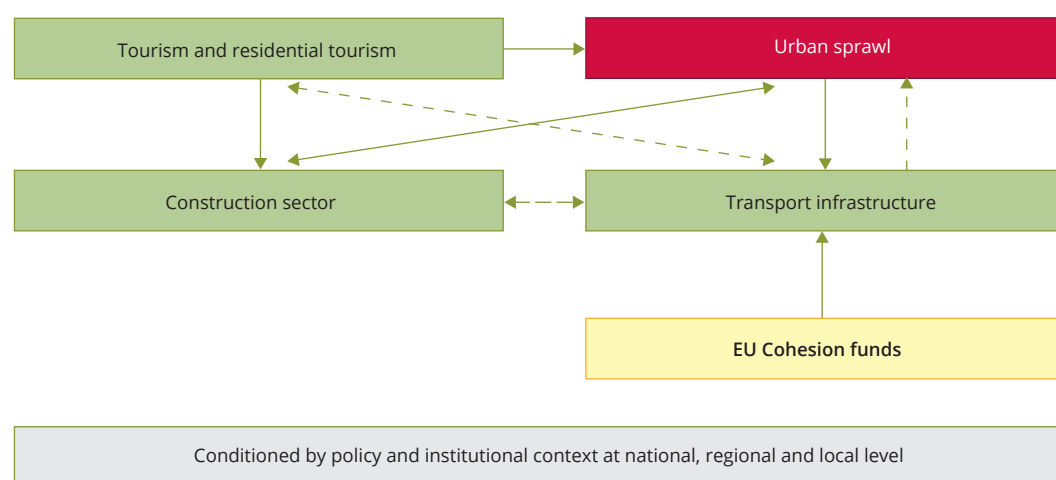 Tourism and residential tourism
Urban sprawl
Construction sector
Transport infrastructure
EU Cohesion funds
Conditioned by policy and institutional context at national, regional and local level